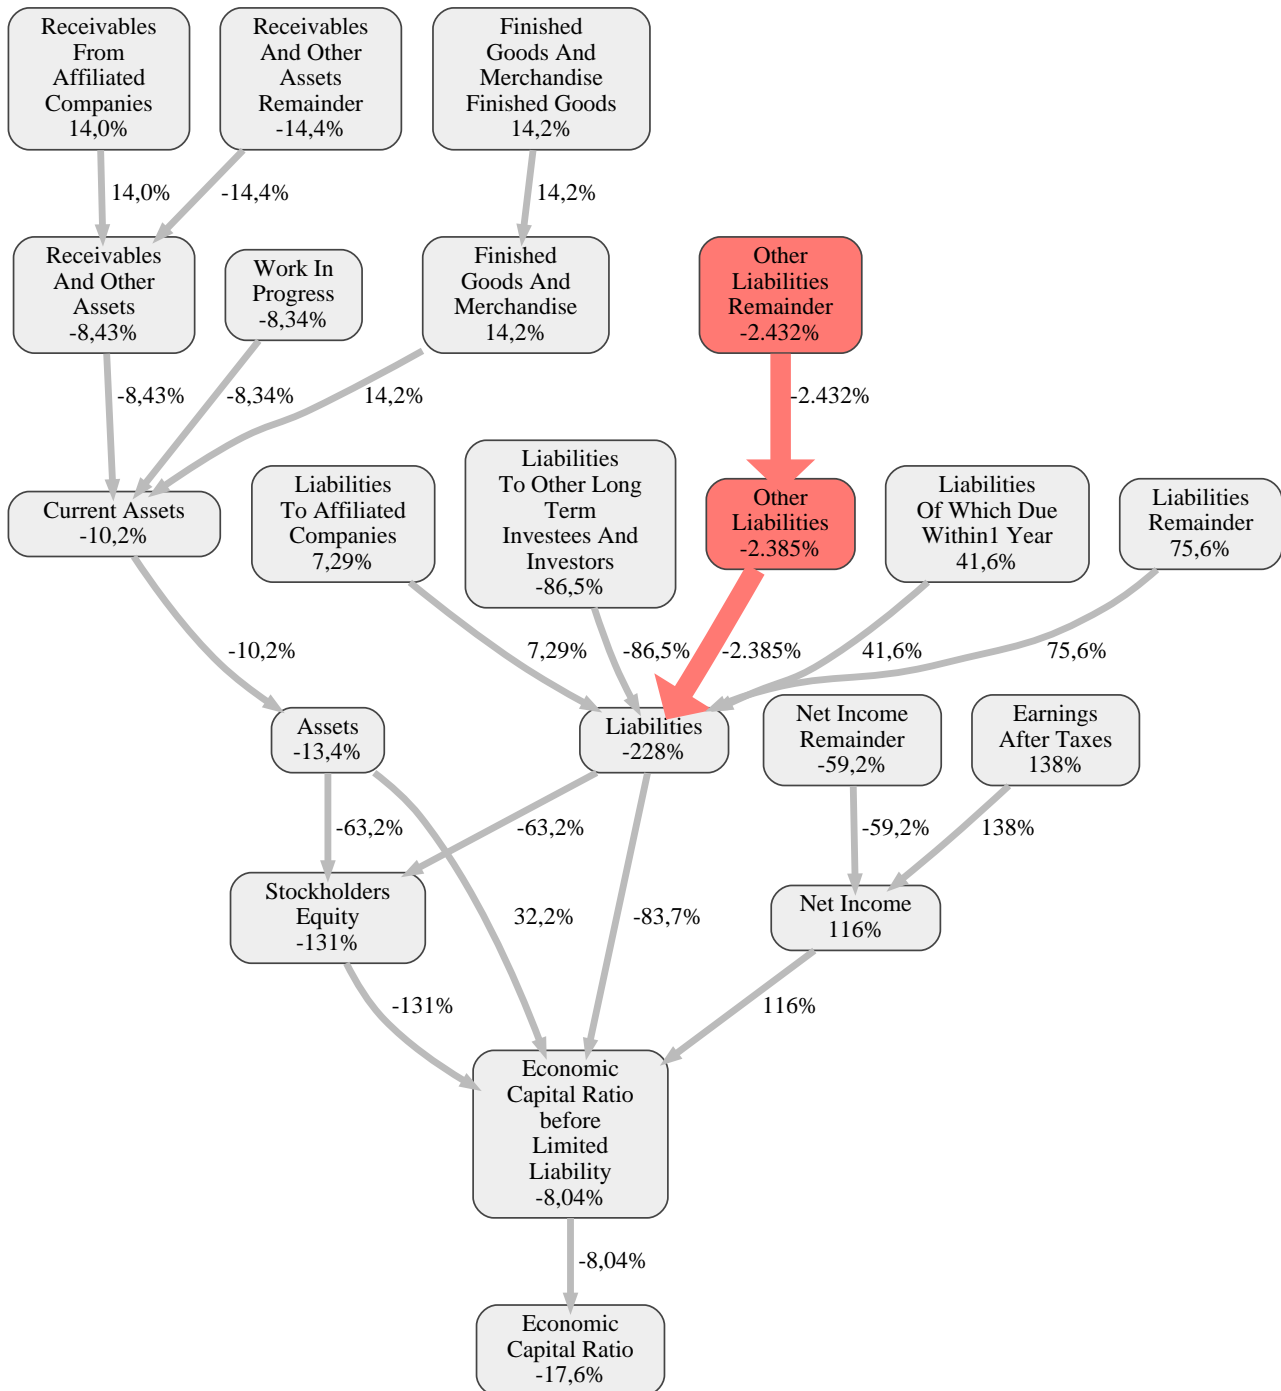 Receivables
From
Affiliated
Companies
14,0%
Receivables
And Other
Assets
Remainder
-14,4%
Finished
Goods And
Merchandise
Finished Goods
14,2%
14,0%
-14,4%
14,2%
Receivables
And Other
Assets
-8,43%
Work In
Progress
-8,34%
Finished
Goods And
Merchandise
14,2%
Other
Liabilities
Remainder
-2.432%
-8,43%
-8,34%
14,2%
-2.432%
Current Assets
-10,2%
Liabilities
To Affiliated
Companies
7,29%
Liabilities
To Other Long
Term
Investees And
Investors
-86,5%
Other
Liabilities
-2.385%
Liabilities
Of Which Due
Within1 Year
41,6%
Liabilities
Remainder
75,6%
-10,2%
7,29%
-86,5%
-2.385%
41,6%
75,6%
Assets
-13,4%
Liabilities
-228%
Net Income
Remainder
-59,2%
Earnings
After Taxes
138%
-63,2%
-63,2%
-59,2%
138%
Stockholders
Equity
-131%
32,2%
-83,7%
Net Income
116%
-131%
116%
Economic
Capital Ratio
before
Limited
Liability
-8,04%
-8,04%
Economic
Capital Ratio
-17,6%